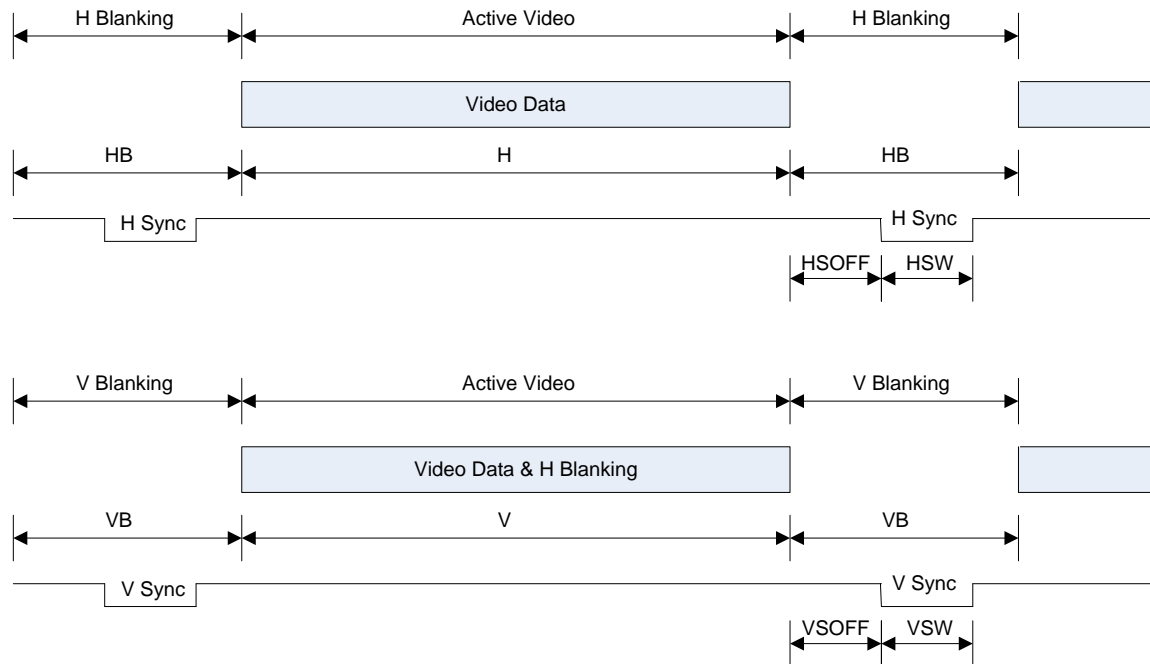 H Blanking Active Video H Blanking
Video Data
HB H HB
H Sync H Sync
HSOFF HSW
V Blanking Active Video V Blanking
Video Data & H Blanking
VB V VB
V Sync V Sync
VSOFF VSW